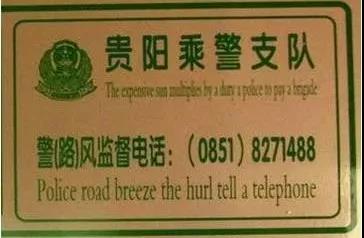 贵阳乘警支队
The expensive sun multiplies by a duty a police to pay a brigade
警(路)风监督电话：(0851)8271488
Police road breeze the hurl tell a telephone